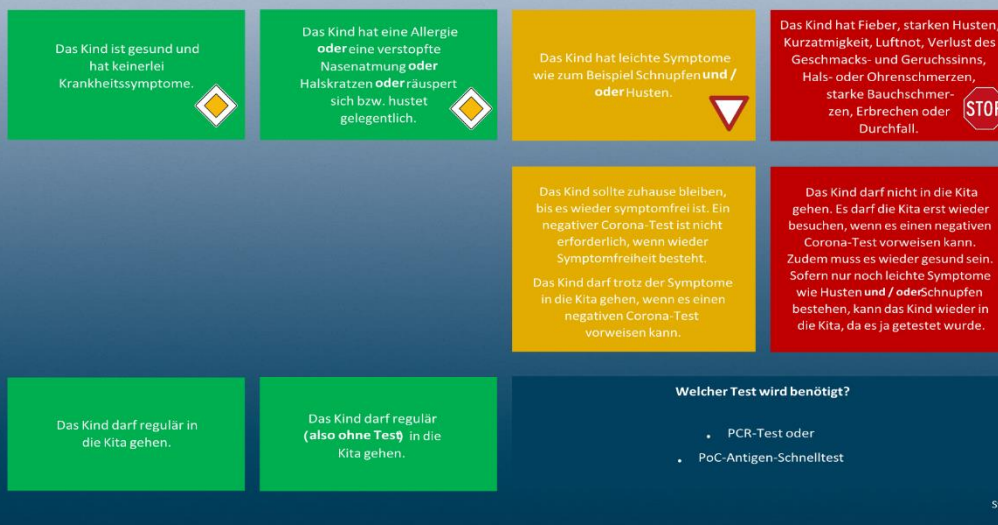 Das Kind ist gesund und
hat keinerlei
Krankheitssymptome.
Das Kind hat eine Allergie
oder eine verstopfte
Nasenatmung oder
Halskratzen oder räuspert
sich bzw. hustet
gelegentlich.
Das Kind hat leichte Symptome
wie zum Beispiel Schnupfen und /
oder Husten.
Das Kind hat Fieber, starken Husten,
Kurzatmigkeit, Luftnot, Verlust des
Geschmacks- und Geruchssinns,
Hals- oder Ohrenschmerzen,
starke Bauchschmer-
zen, Erbrechen oder
Durchfall.
STOP
Das Kind sollte zuhause bleiben,
bis es wieder symptomfrei ist. Ein
negativer Corona-Test ist nicht
erforderlich, wenn wieder
Symptomfreiheit besteht.
Das Kind darf trotz der Symptome
in die Kita gehen, wenn es einen
negativen Corona-Test
vorweisen kann.
Das Kind darf nicht in die Kita
gehen. Es darf die Kita erst wieder
besuchen, wenn es einen negativen
Corona-Test vorweisen kann.
Zudem muss es wieder gesund sein.
Sofern nur noch leichte Symptome
wie Husten und / oder Schnupfen
bestehen, kann das Kind wieder in
die Kita, da es ja getestet wurde.
Das Kind darf regulär in
die Kita gehen.
Das Kind darf regulär
(also ohne Test) in die
Kita gehen.
Welcher Test wird benötigt?
• PCR-Test oder
• PoC-Antigen-Schnelltest